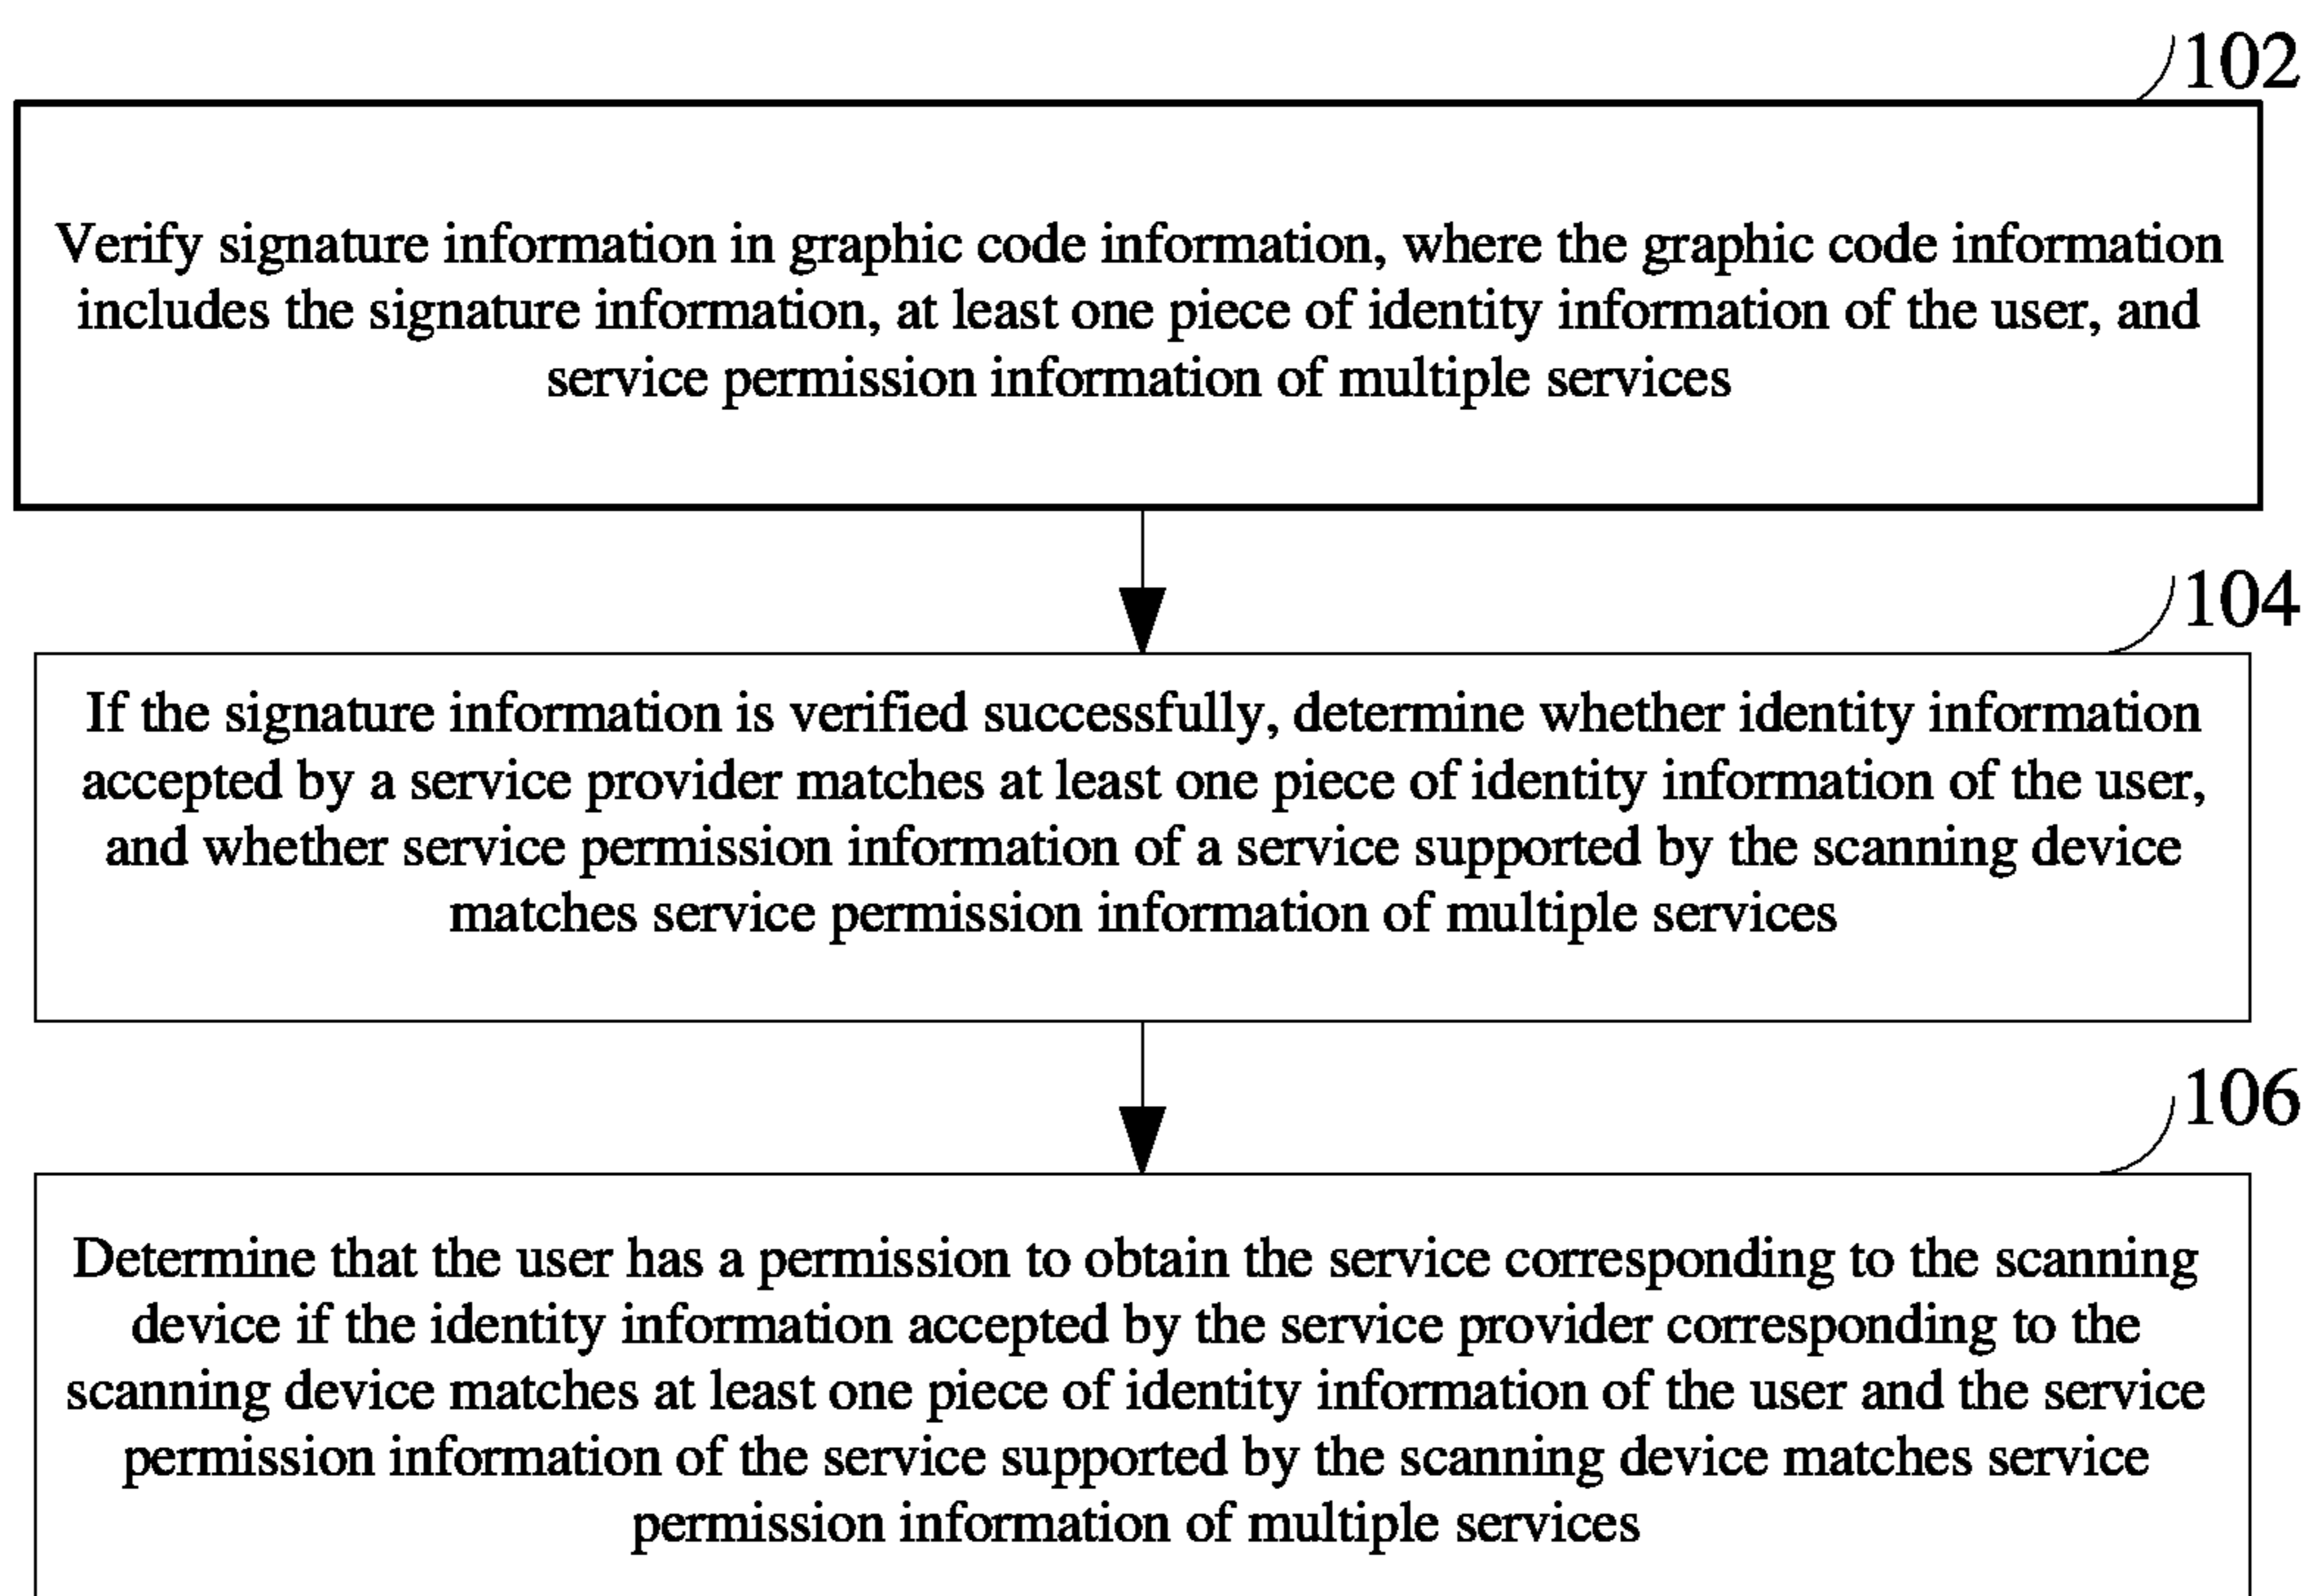 102
Verify signature information in graphic code information, where the graphic code information
includes the signature information, at least one piece of identity information of the user, and
service permission information of multiple services
104
If the signature information is verified successfully, determine whether identity information
accepted by a service provider matches at least one piece of identity information of the user,
and whether service permission information of a service supported by the scanning device
matches service permission information of multiple services
106
Determine that the user has a permission to obtain the service corresponding to the scanning
device if the identity information accepted by the service provider corresponding to the
scanning device matches at least one piece of identity information of the user and the service
permission information of the service supported by the scanning device matches service
permission information of multiple services